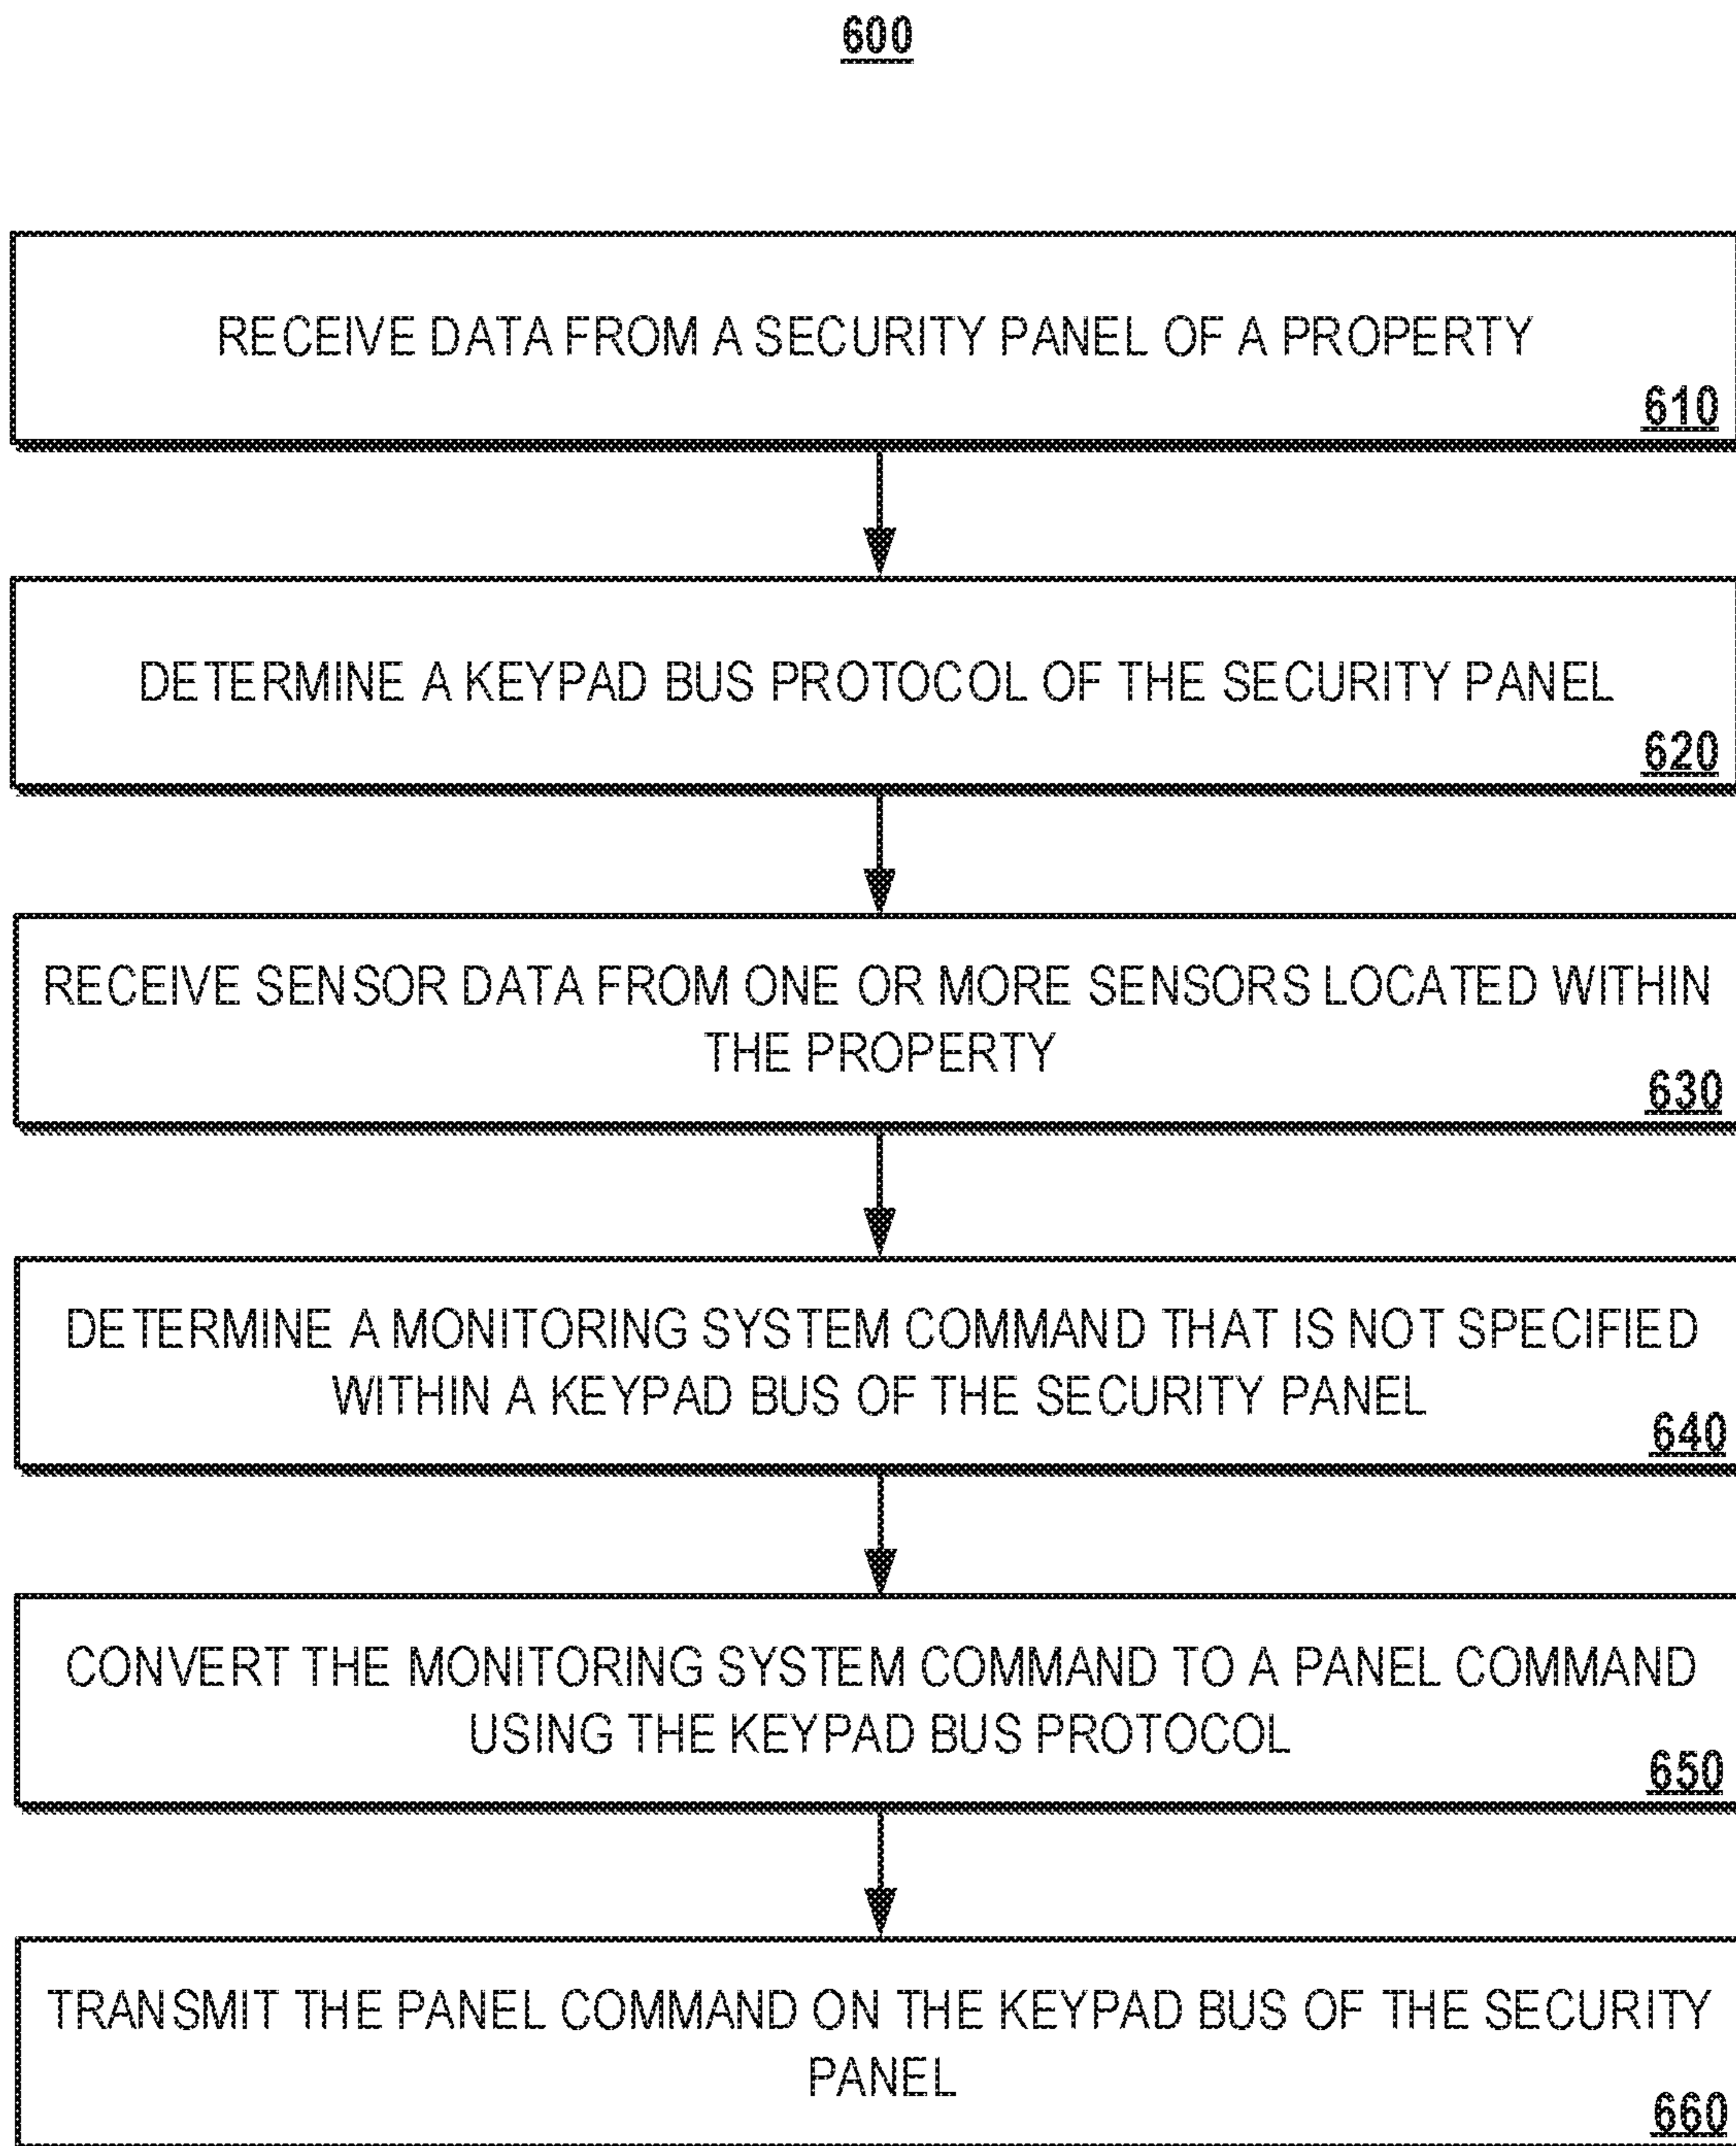 600
RECEIVE DATA FROM A SECURITY PANEL OF A PROPERTY
610
DETERMINE A KEYPAD BUS PROTOCOL OF THE SECURITY PANEL
620
RECEIVE SENSOR DATA FROM ONE OR MORE SENSORS LOCATED WITHIN
THE PROPERTY
630
DETERMINE A MONITORING SYSTEM COMMAND THAT IS NOT SPECIFIED
WITHIN A KEYPAD BUS OF THE SECURITY PANEL
640
CONVERT THE MONITORING SYSTEM COMMAND TO A PANEL COMMAND
USING THE KEYPAD BUS PROTOCOL
650
TRANSMIT THE PANEL COMMAND ON THE KEYPAD BUS OF THE SECURITY
PANEL
660